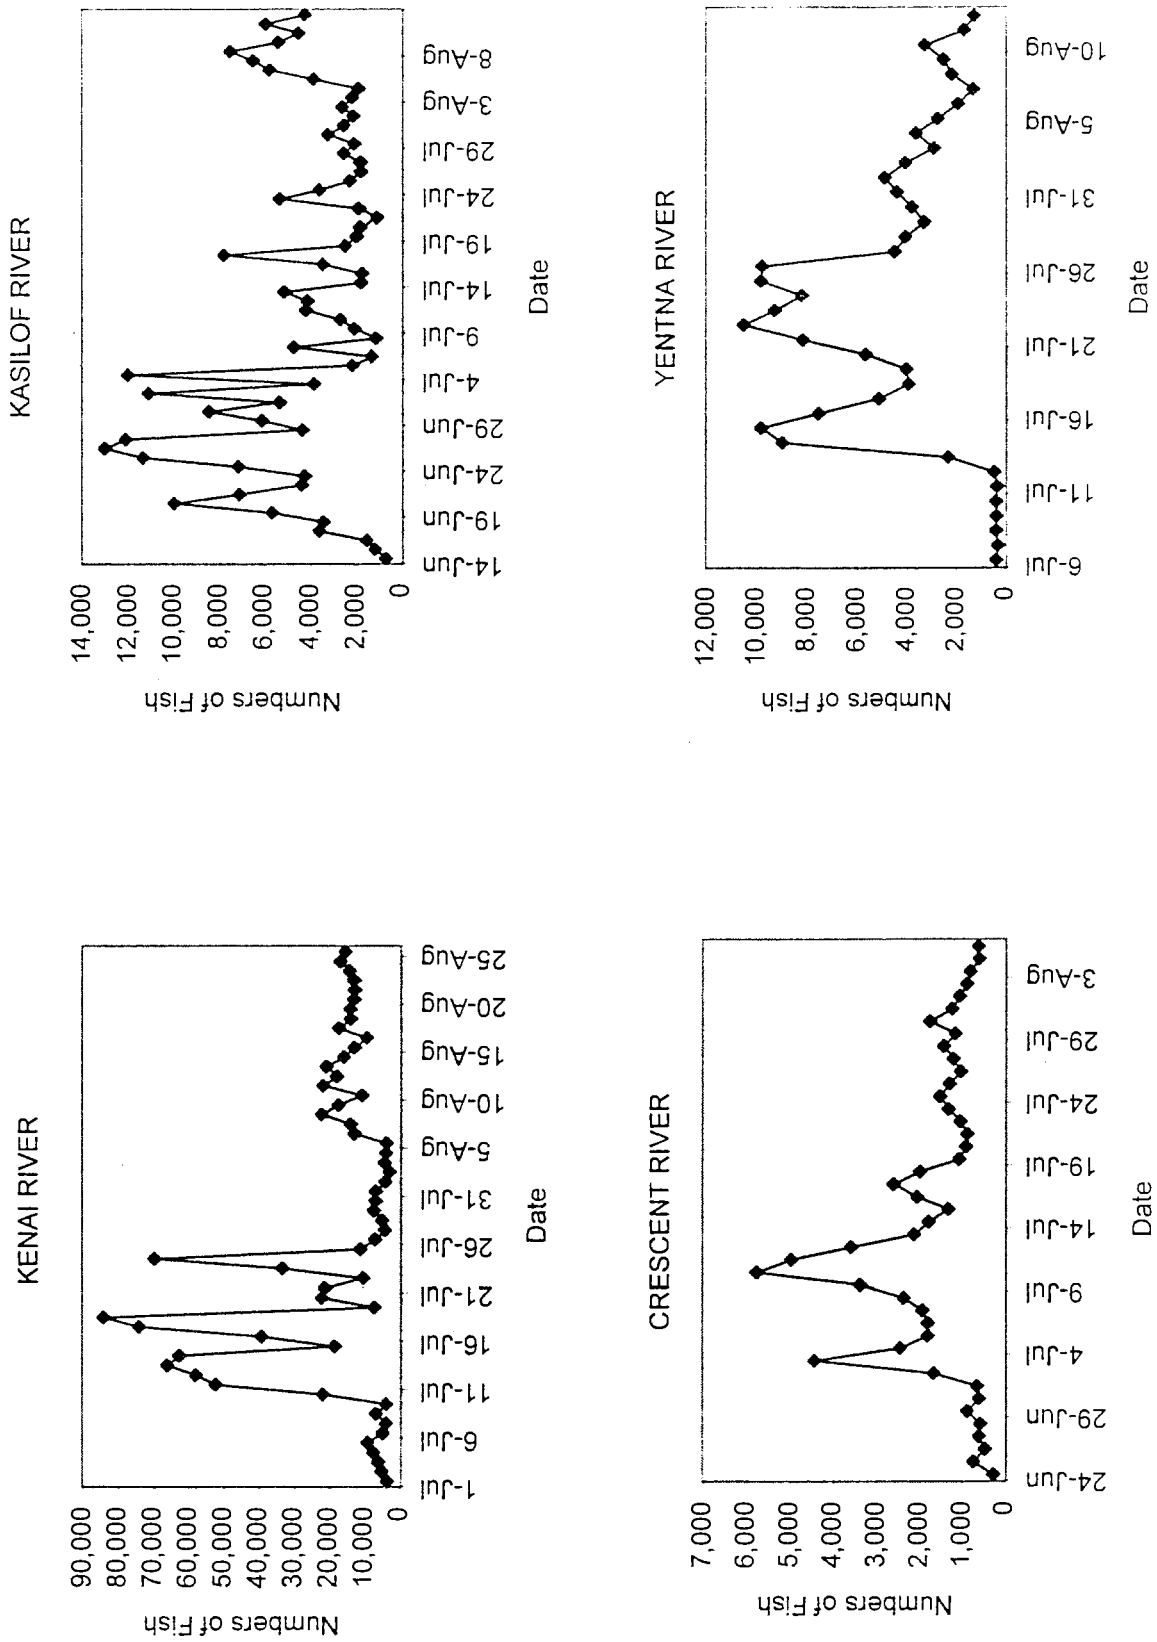 KENAI RIVER
90,000
80,000
70,000
60,000
50,000
40,000
30,000
20,000
10,000
0
Numbers of Fish
1-Jul
6-Jul
11-Jul
16-Jul
21-Jul
26-Jul
31-Jul
5-Aug
10-Aug
15-Aug
20-Aug
25-Aug
Date
KASILOF RIVER
14,000
12,000
10,000
8,000
6,000
4,000
2,000
0
Numbers of Fish
14-Jun
19-Jun
24-Jun
29-Jun
4-Jul
9-Jul
14-Jul
19-Jul
24-Jul
29-Jul
3-Aug
8-Aug
Date
CRESCENT RIVER
7,000
6,000
5,000
4,000
3,000
2,000
1,000
0
Numbers of Fish
24-Jun
29-Jun
4-Jul
9-Jul
14-Jul
19-Jul
24-Jul
29-Jul
3-Aug
Date
YENTNA RIVER
12,000
10,000
8,000
6,000
4,000
2,000
0
Numbers of Fish
6-Jul
11-Jul
16-Jul
21-Jul
26-Jul
31-Jul
5-Aug
10-Aug
Date